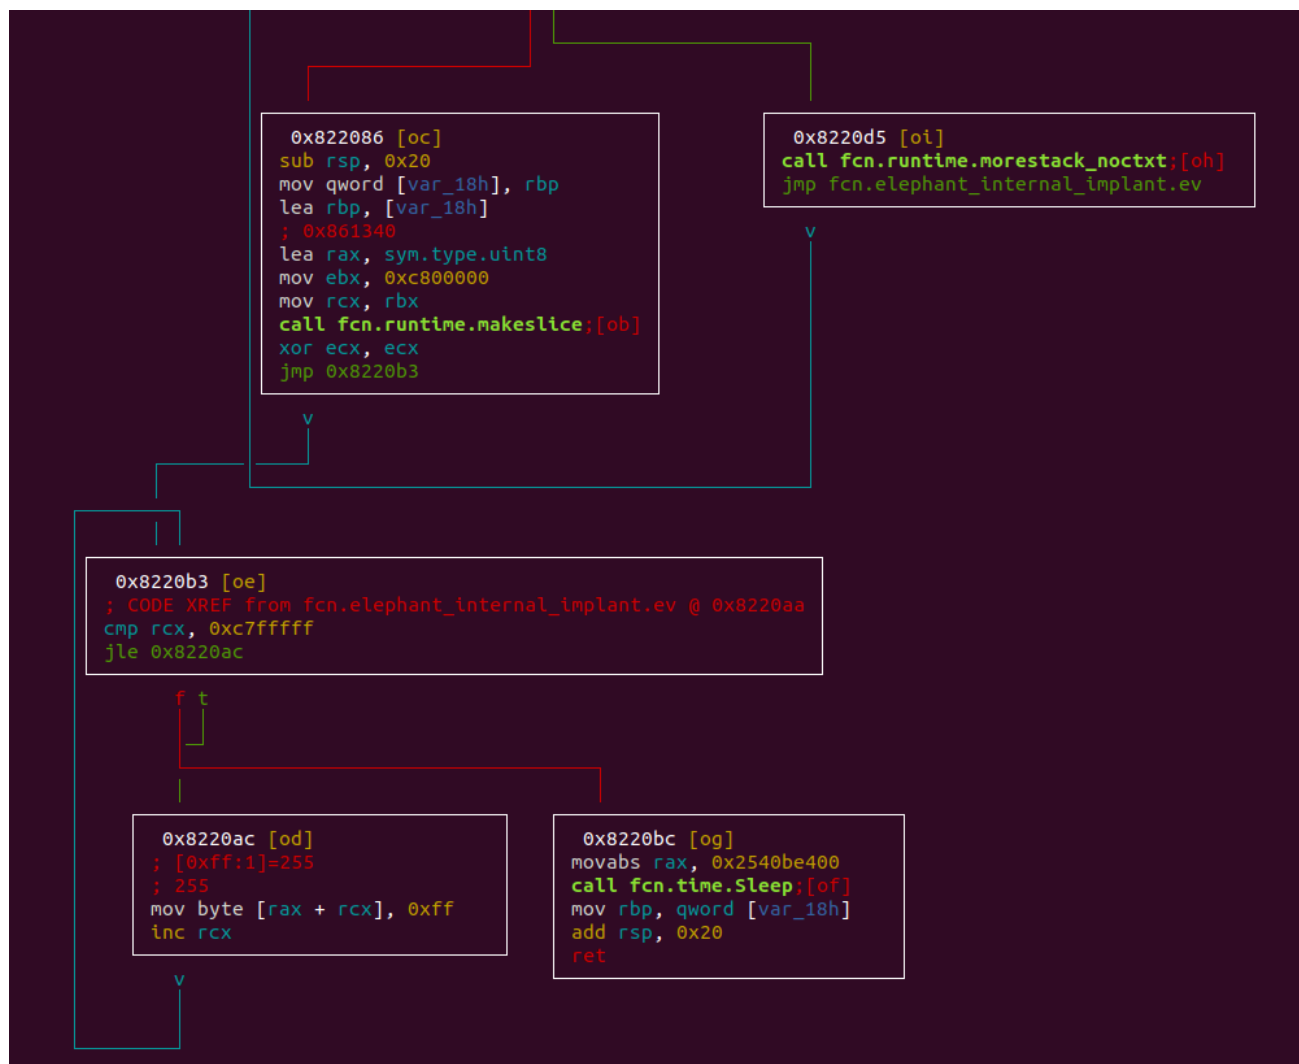 0x822086 [oc]
sub rsp, 0x20
mov qword [var_18h], rbp
lea rbp, [var_18h]
; 0x861340
lea rax, sym.type.uint8
mov ebx, 0xc800000
mov rcx, rbx
call fcn.runtime.makeslice;[ob]
xor ecx, ecx
jmp 0x8220b3
v
0x8220d5 [oi]
call fcn.runtime.morestack_noctxt;[oh]
jmp fcn.elephant_internal_implant.ev
v
0x8220b3 [oe]
; CODE XREF from fcn.elephant_internal_implant.ev @ 0x8220aa
cmp rcx, 0xc7fffff
jle 0x8220ac
f t
0x8220ac [od]
; [0xff:1]=255
; 255
mov byte [rax + rcx], 0xff
inc rcx
v
0x8220bc [og]
movabs rax, 0x2540be400
call fcn.time.Sleep;[of]
mov rbp, qword [var_18h]
add rsp, 0x20
ret